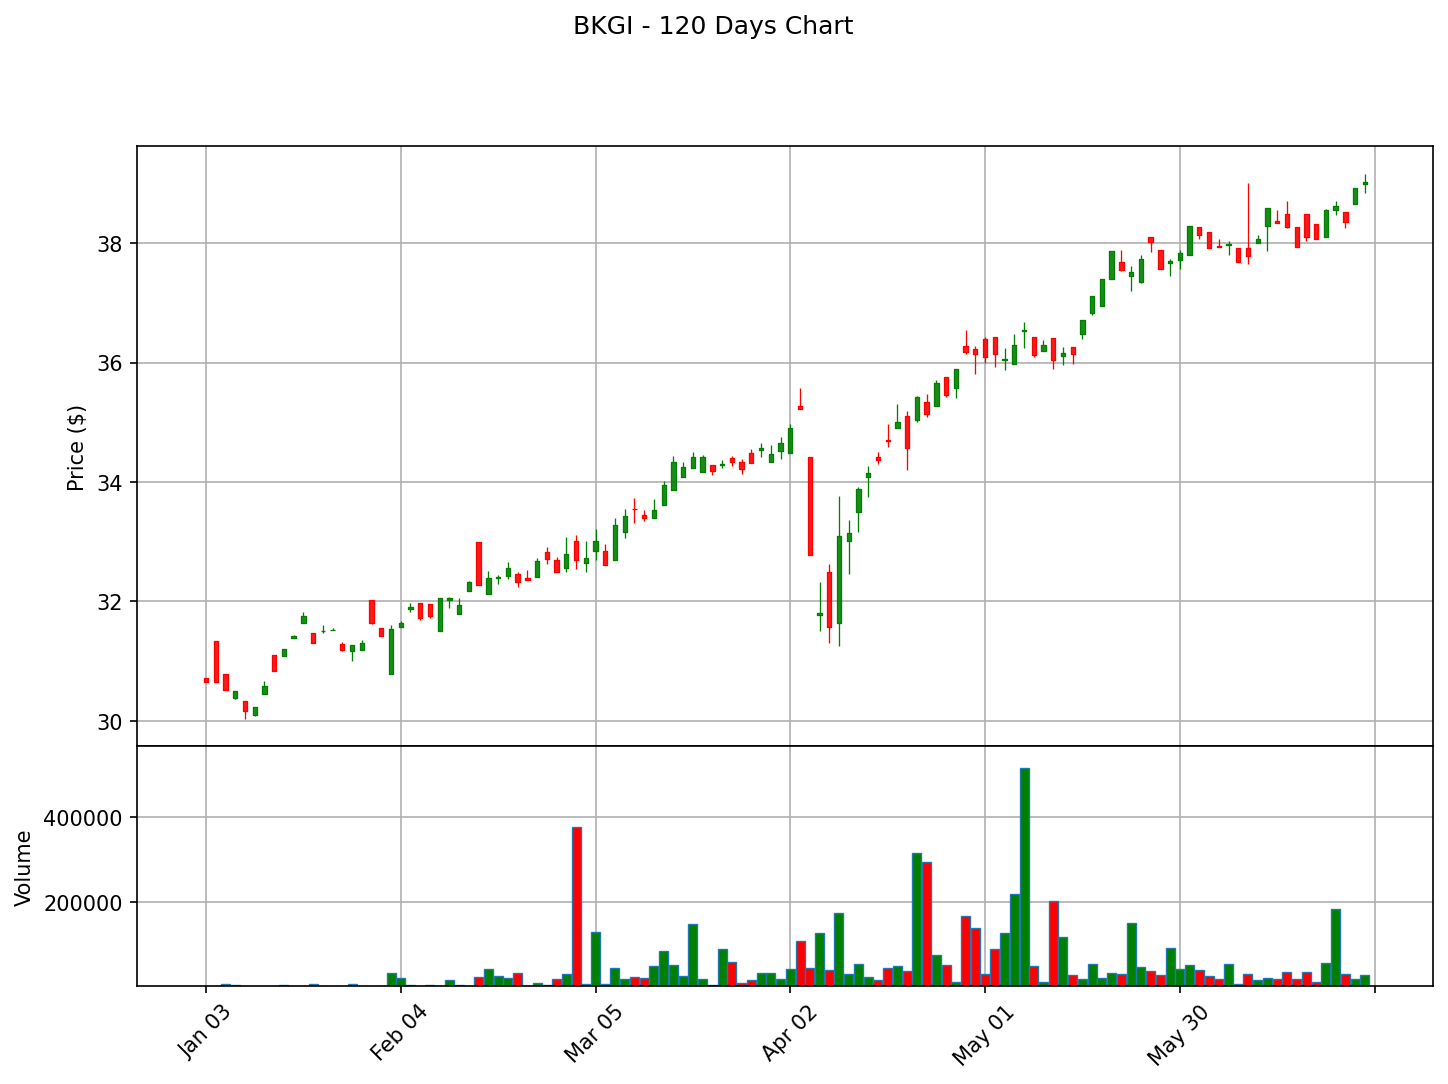 BKGI - 120 Days Chart
Price ($)
38
36
34
32
30
Volume
400000
200000
Jan 03
Feb 04
Mar 05
Apr 02
May 01
May 30